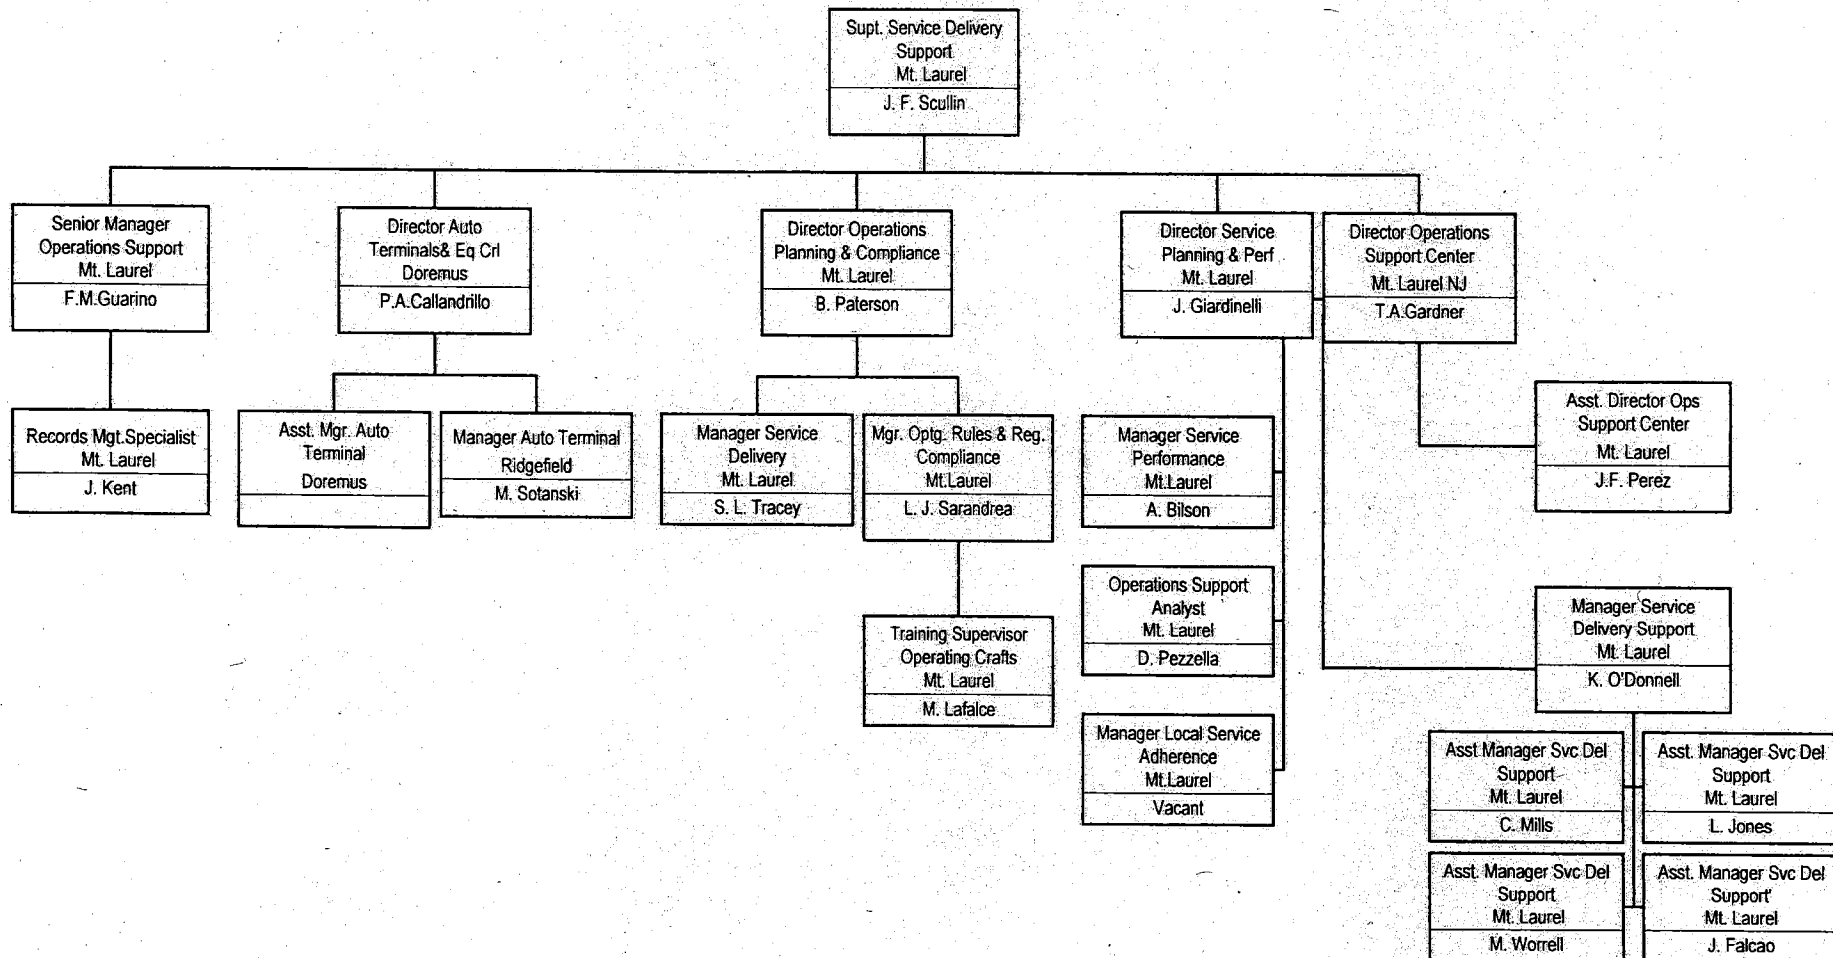 Supt. Service Delivery
Support
Mt. Laurel
J. F. Scullin
Senior Manager
Operations Support
Mt. Laurel
F.M.Guarino
Director Auto
Terminals& Eq Crl
Doremus
P.A.Callandrillo
Director Operations
Planning & Compliance
Mt. Laurel
B. Paterson
Director Service
Planning & Perf
Mt. Laurel
J. Giardinelli
Director Operations
Support Center
Mt. Laurel NJ
T.A.Gardner
Records Mgt.Specialist
Mt. Laurel
J. Kent
Asst. Mgr. Auto
Terminal
Doremus
Manager Auto Terminal
Ridgefield
M. Sotanski
Manager Service
Delivery
Mt. Laurel
S. L. Tracey
Mgr. Optg. Rules & Reg.
Compliance
Mt.Laurel
L. J. Sarandrea
Manager Service
Performance
Mt.Laurel
A. Bilson
Asst. Director Ops
Support Center
Mt. Laurel
J.F. Perez
Training Supervisor
Operating Crafts
Mt. Laurel
M. Lafalce
Operations Support
Analyst
Mt. Laurel
D. Pezzella
Manager Service
Delivery Support
Mt. Laurel
K. O'Donnell
Manager Local Service
Adherence
Mt.Laurel
Vacant
Asst Manager Svc Del
Support
Mt. Laurel
C. Mills
Asst. Manager Svc Del
Support
Mt. Laurel
L. Jones
Asst. Manager Svc Del
Support
Mt. Laurel
M. Worrell
Asst. Manager Svc Del
Support
Mt. Laurel
J. Falcao